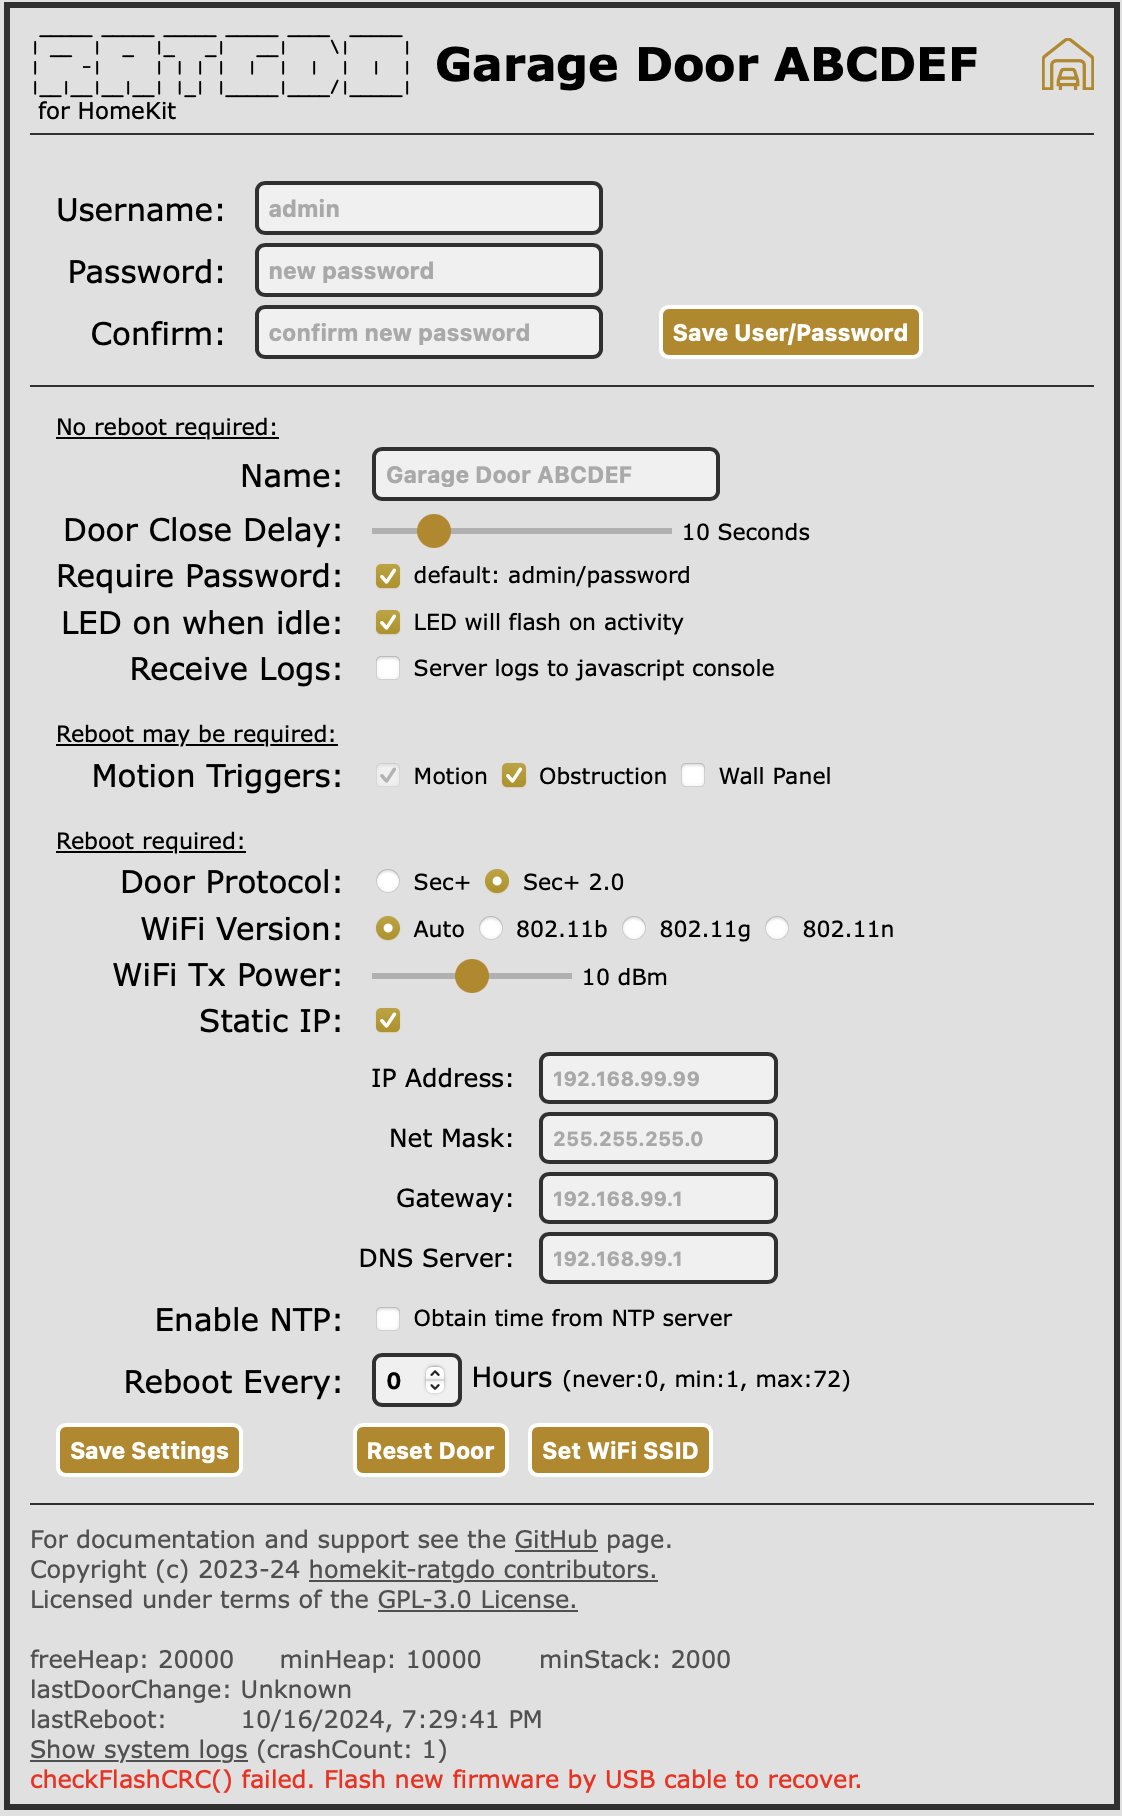 RATGDO
for HomeKit
Garage Door ABCDEF
Username: admin
Password: new password
Confirm: confirm new password
Save User/Password
No reboot required:
Name: Garage Door ABCDEF
Door Close Delay: 10 Seconds
Require Password: default: admin/password
LED on when idle: LED will flash on activity
Receive Logs: Server logs to javascript console
Reboot may be required:
Motion Triggers: Motion Obstruction Wall Panel
Reboot required:
Door Protocol: Sec+ Sec+ 2.0
WiFi Version: Auto 802.11b 802.11g 802.11n
WiFi Tx Power: 10 dBm
Static IP:
IP Address: 192.168.99.99
Net Mask: 255.255.255.0
Gateway: 192.168.99.1
DNS Server: 192.168.99.1
Enable NTP: Obtain time from NTP server
Reboot Every: 0 Hours (never:0, min:1, max:72)
Save Settings Reset Door Set WiFi SSID
For documentation and support see the GitHub page.
Copyright (c) 2023-24 homekit-ratgdo contributors.
Licensed under terms of the GPL-3.0 License.
freeHeap: 20000 minHeap: 10000 minStack: 2000
lastDoorChange: Unknown
lastReboot: 10/16/2024, 7:29:41 PM
Show system logs (crashCount: 1)
checkFlashCRC() failed. Flash new firmware by USB cable to recover.